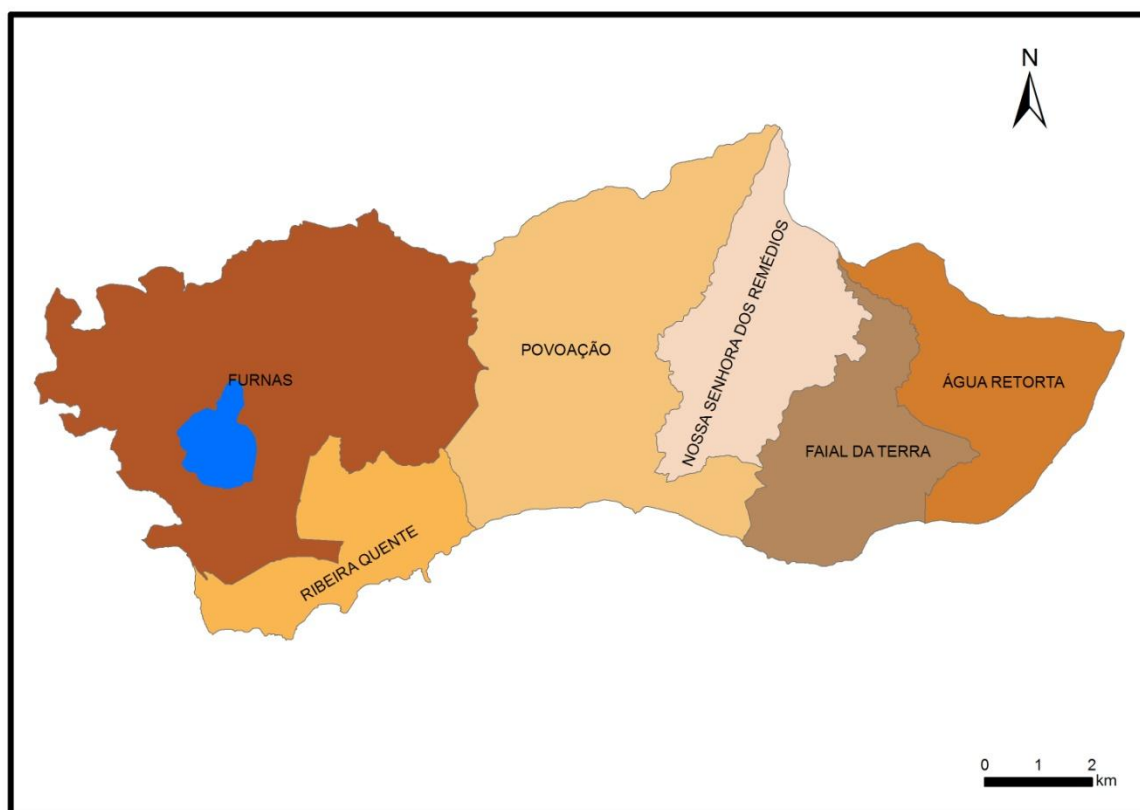 N
NOSSA SENHORA DOS REMÉDIOS
POVOAÇÃO
FURNAS
ÁGUA RETORTA
FAIAL DA TERRA
RIBEIRA QUENTE
0 1 2
km